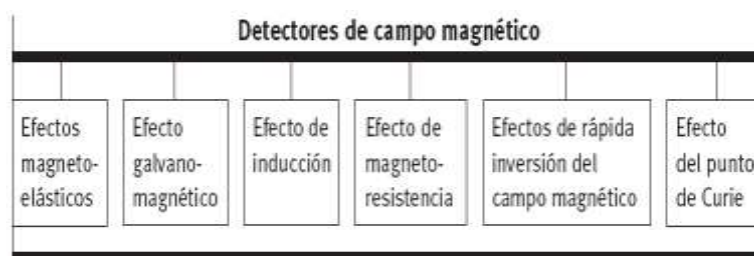 Detectores de campo magnético
Efectos
magneto-
elásticos
Efecto
galvano-
magnético
Efecto de
inducción
Efecto de
magneto-
resistencia
Efectos de rápida
inversión del
campo magnético
Efecto
del punto
de Curie